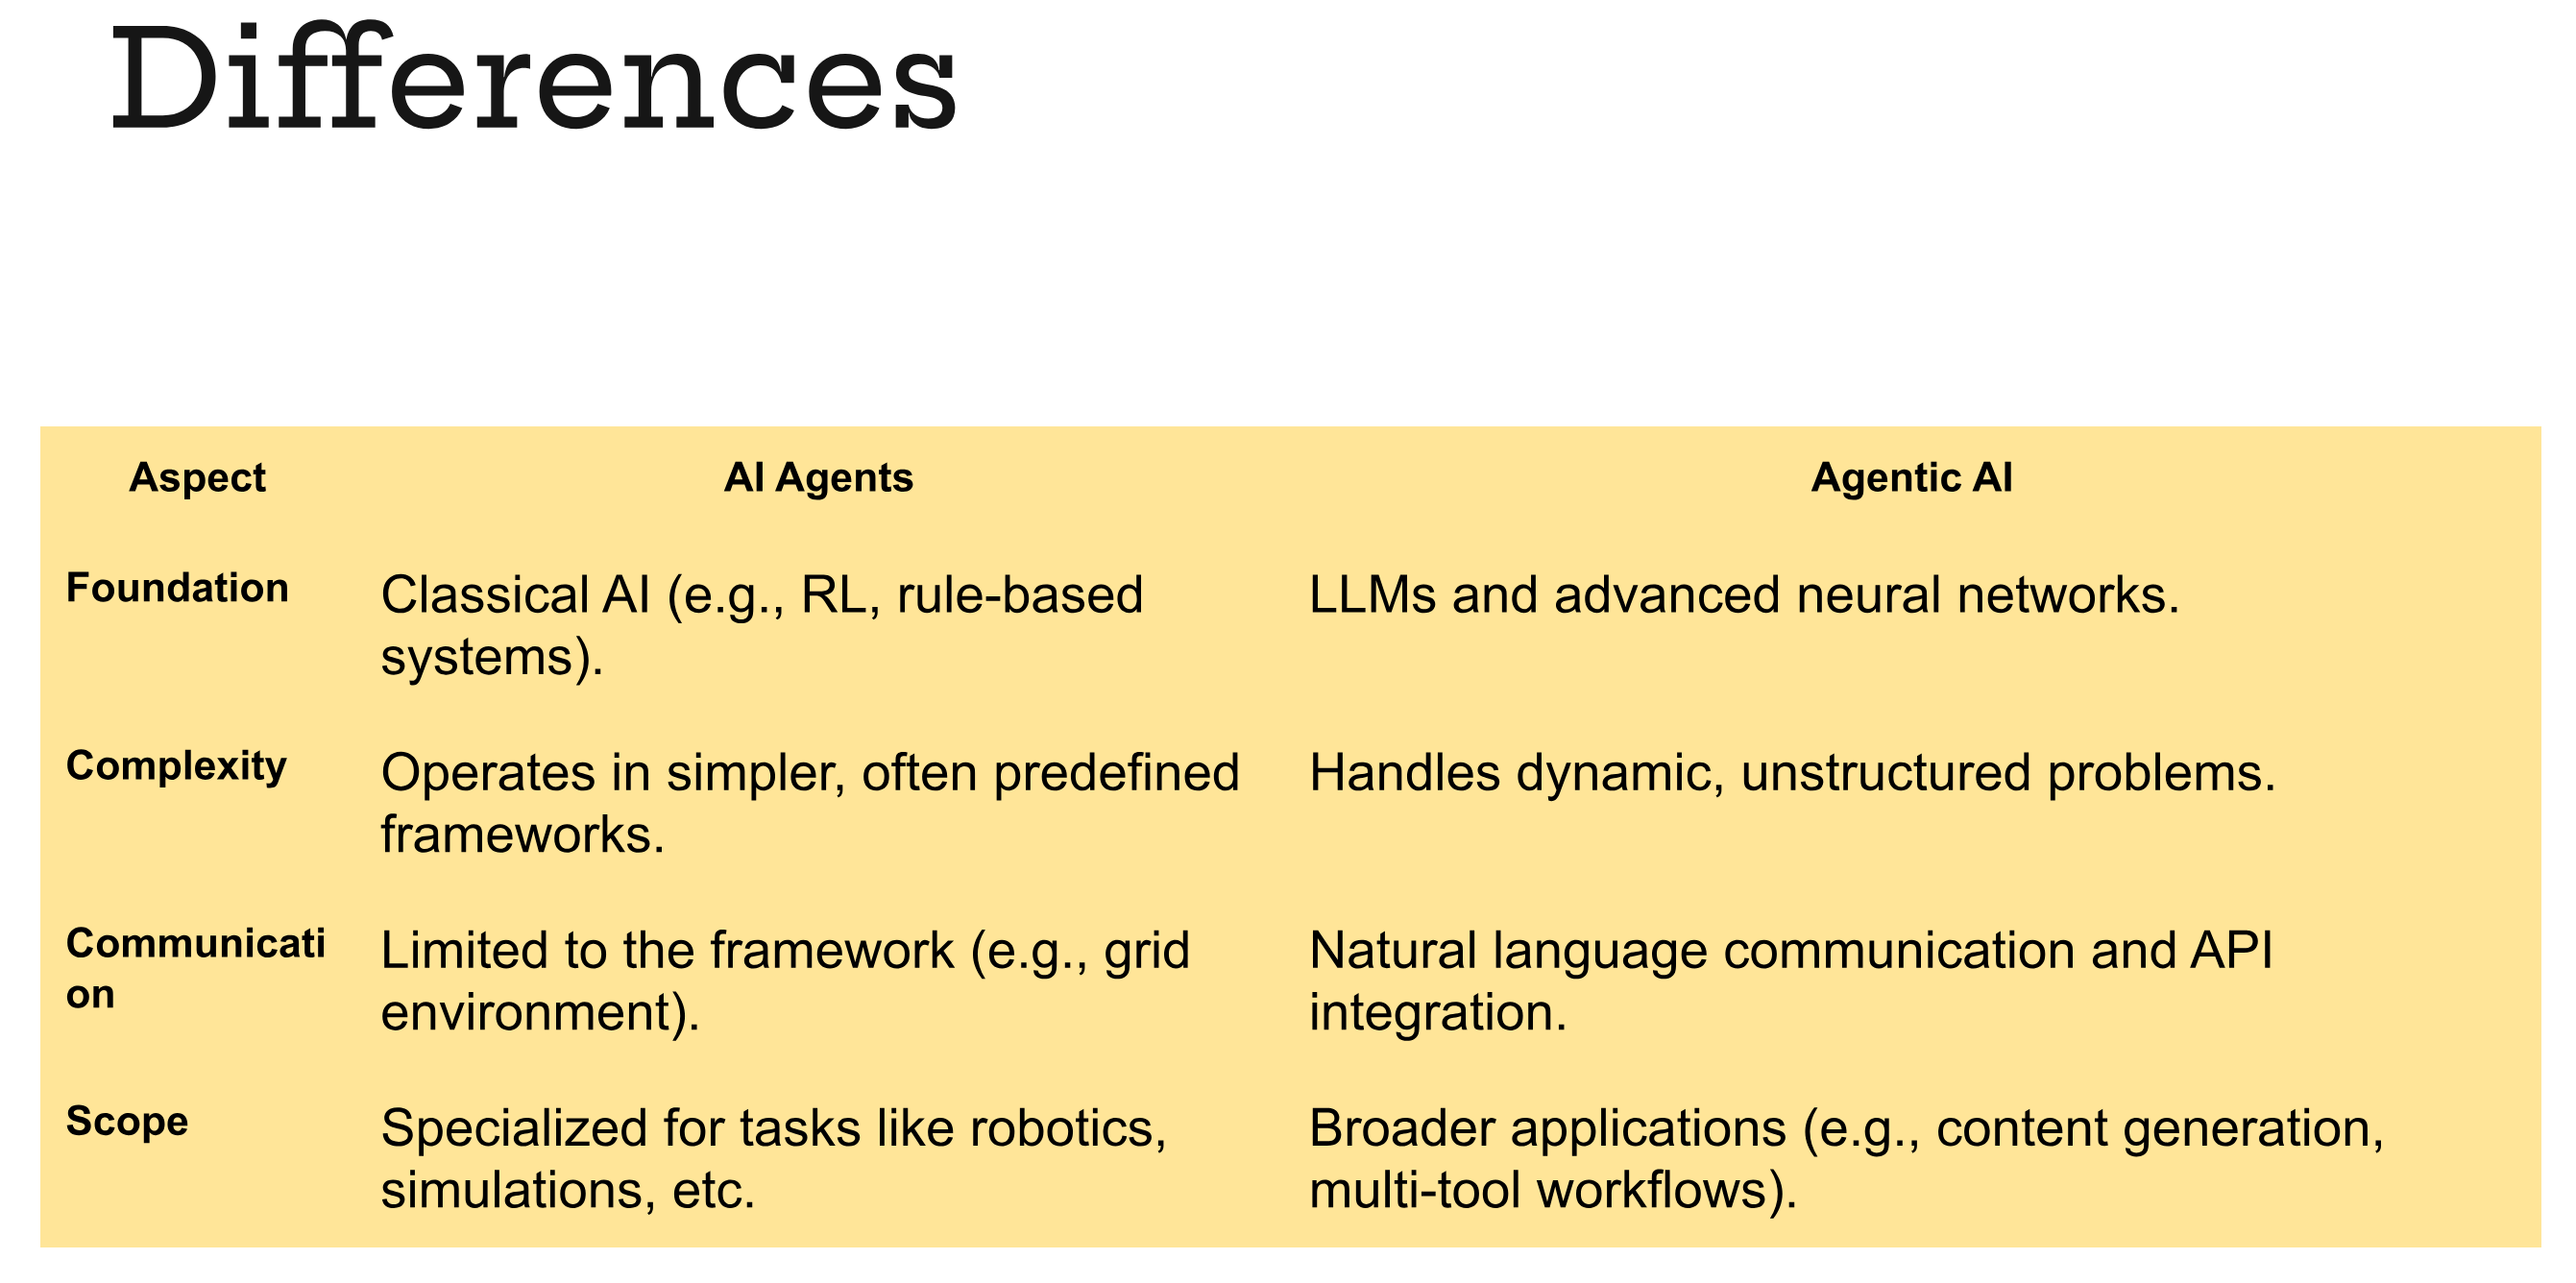 Differences
Aspect
AI Agents
Agentic AI
Foundation
Classical AI (e.g., RL, rule-based
systems).
LLMs and advanced neural networks.
Complexity
Operates in simpler, often predefined
frameworks.
Handles dynamic, unstructured problems.
Communicati
on
Limited to the framework (e.g., grid
environment).
Natural language communication and API
integration.
Scope
Specialized for tasks like robotics,
simulations, etc.
Broader applications (e.g., content generation,
multi-tool workflows).